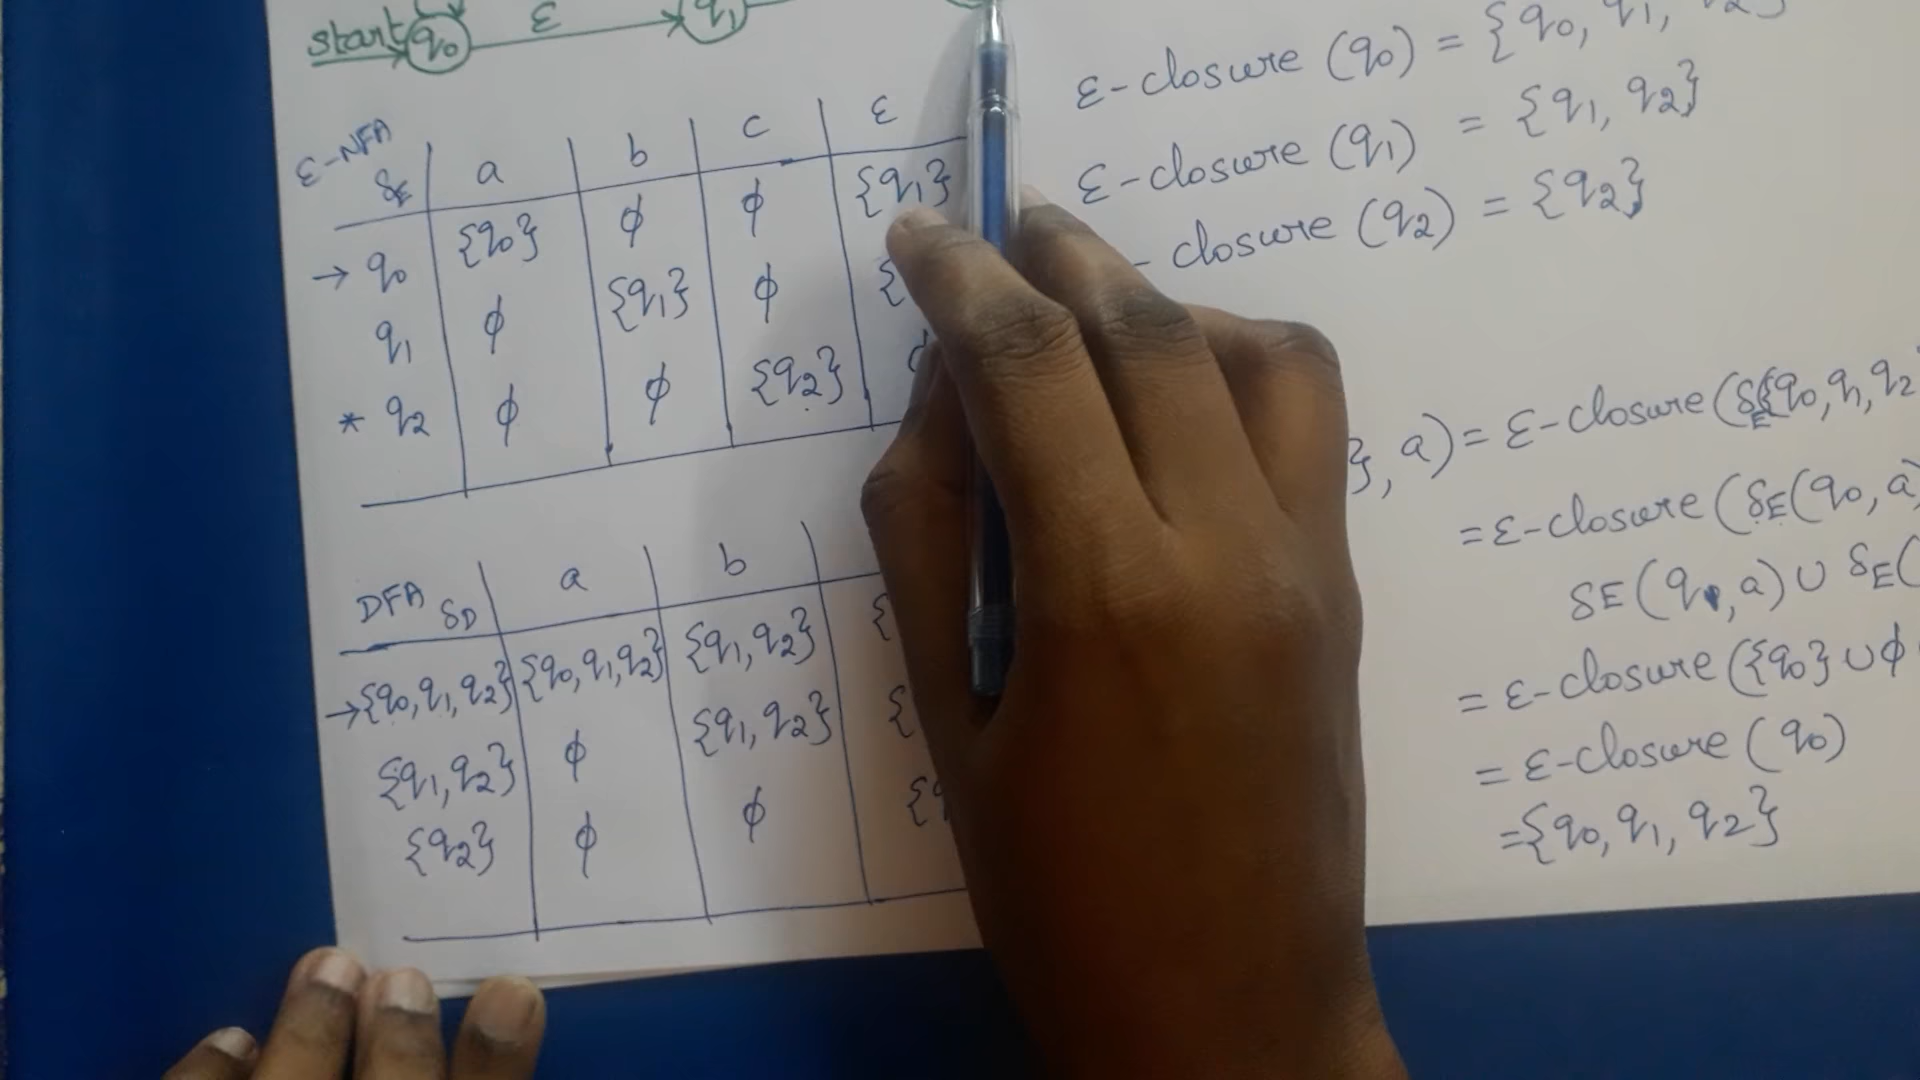 start q0 ε q1
ε-NFA
δE a b c ε
→ q0 {q0} ϕ ϕ {q1}
q1 ϕ {q1} ϕ {
* q2 ϕ ϕ {q2}
DFA δD a b
→{q0, q1, q2} {q0, q1, q2} {q1, q2} {
{q1, q2} ϕ {q1, q2} {
{q2} ϕ ϕ {
ε-closure (q0) = {q0, q1, q2}
ε-closure (q1) = {q1, q2}
- closure (q2) = {q2}
}, a) = ε-closure (δE({q0, q1, q2
= ε-closure (δE(q0, a)
δE (q1, a) ∪ δE(
= ε-closure ({q0} ∪ ϕ
= ε-closure (q0)
= {q0, q1, q2}